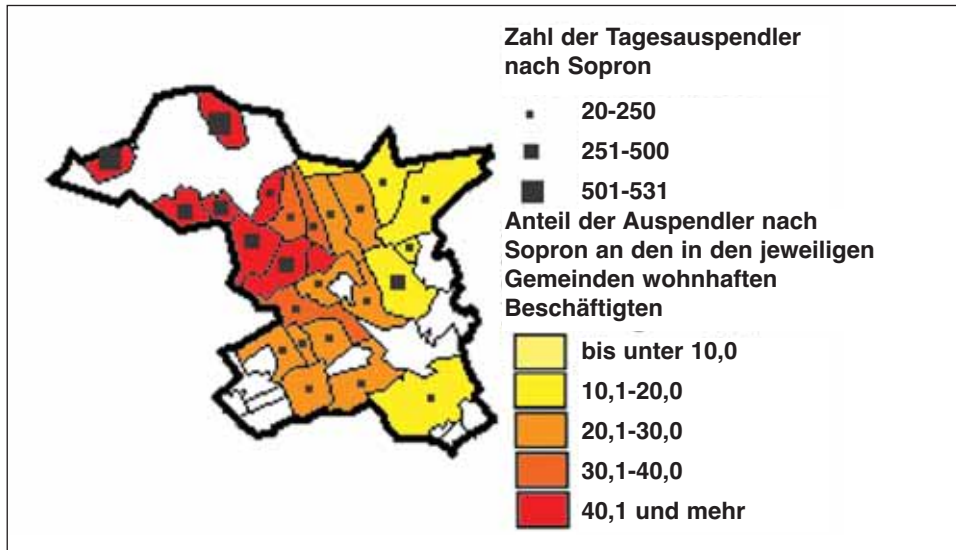 Zahl der Tagesauspendler
nach Sopron
20-250
251-500
501-531
Anteil der Auspendler nach
Sopron an den in den jeweiligen
Gemeinden wohnhaften
Beschäftigten
bis unter 10,0
10,1-20,0
20,1-30,0
30,1-40,0
40,1 und mehr